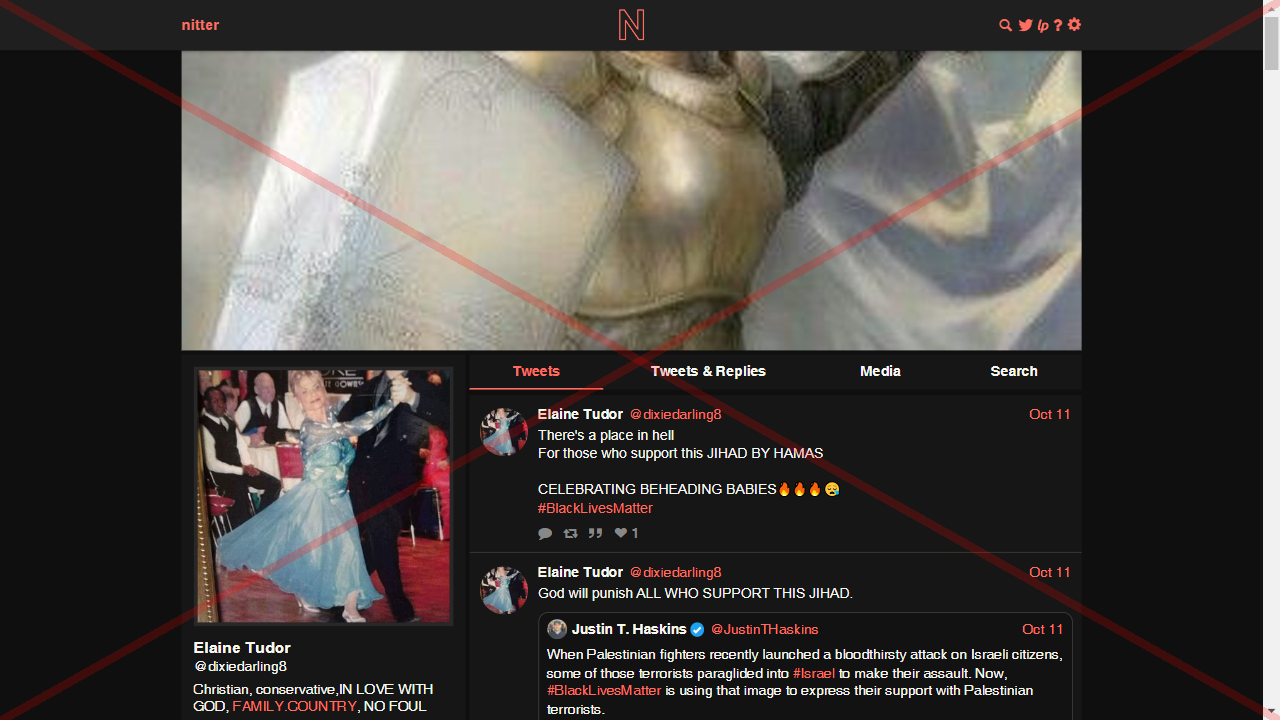 nitter
N
lp ?
Tweets
Tweets & Replies
Media
Search
Elaine Tudor @dixiedarling8 Oct 11
There's a place in hell
For those who support this JIHAD BY HAMAS
CELEBRATING BEHEADING BABIES🔥🔥🔥😪
#BlackLivesMatter
1
Elaine Tudor @dixiedarling8 Oct 11
God will punish ALL WHO SUPPORT THIS JIHAD.
Justin T. Haskins @JustinTHaskins Oct 11
When Palestinian fighters recently launched a bloodthirsty attack on Israeli citizens,
some of those terrorists paraglided into #Israel to make their assault. Now,
#BlackLivesMatter is using that image to express their support with Palestinian
terrorists.
Elaine Tudor
@dixiedarling8
Christian, conservative,IN LOVE WITH
GOD, FAMILY.COUNTRY, NO FOUL